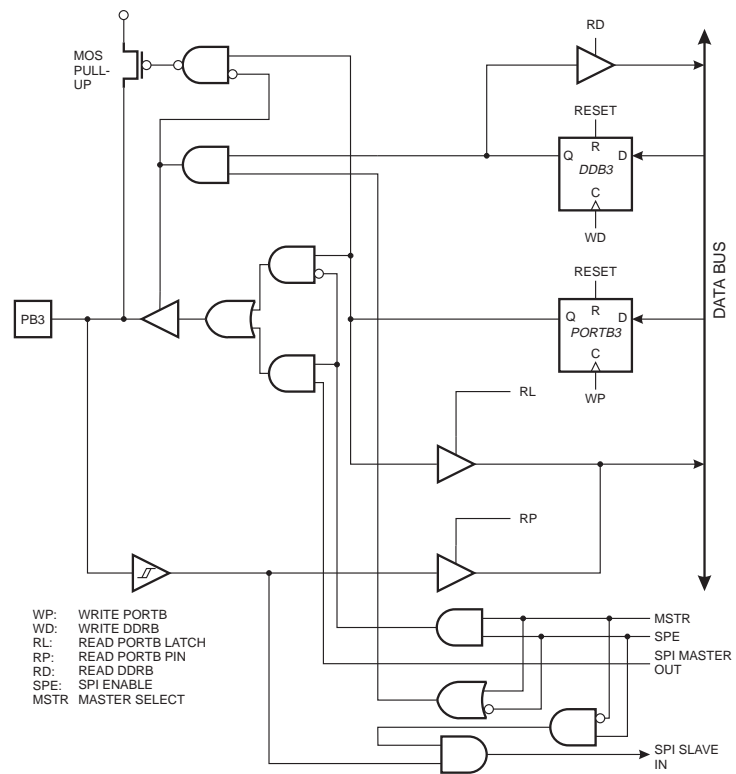 RD
MOS
PULL-
UP
RESET
R
Q
D
DDB3
C
WD
DATA BUS
RESET
PB3
R
Q
D
PORTB3
C
WP
RL
RP
WP: WRITE PORTB
WD: WRITE DDRB
RL: READ PORTB LATCH
RP: READ PORTB PIN
RD: READ DDRB
SPE: SPI ENABLE
MSTR MASTER SELECT
MSTR
SPE
SPI MASTER
OUT
SPI SLAVE
IN